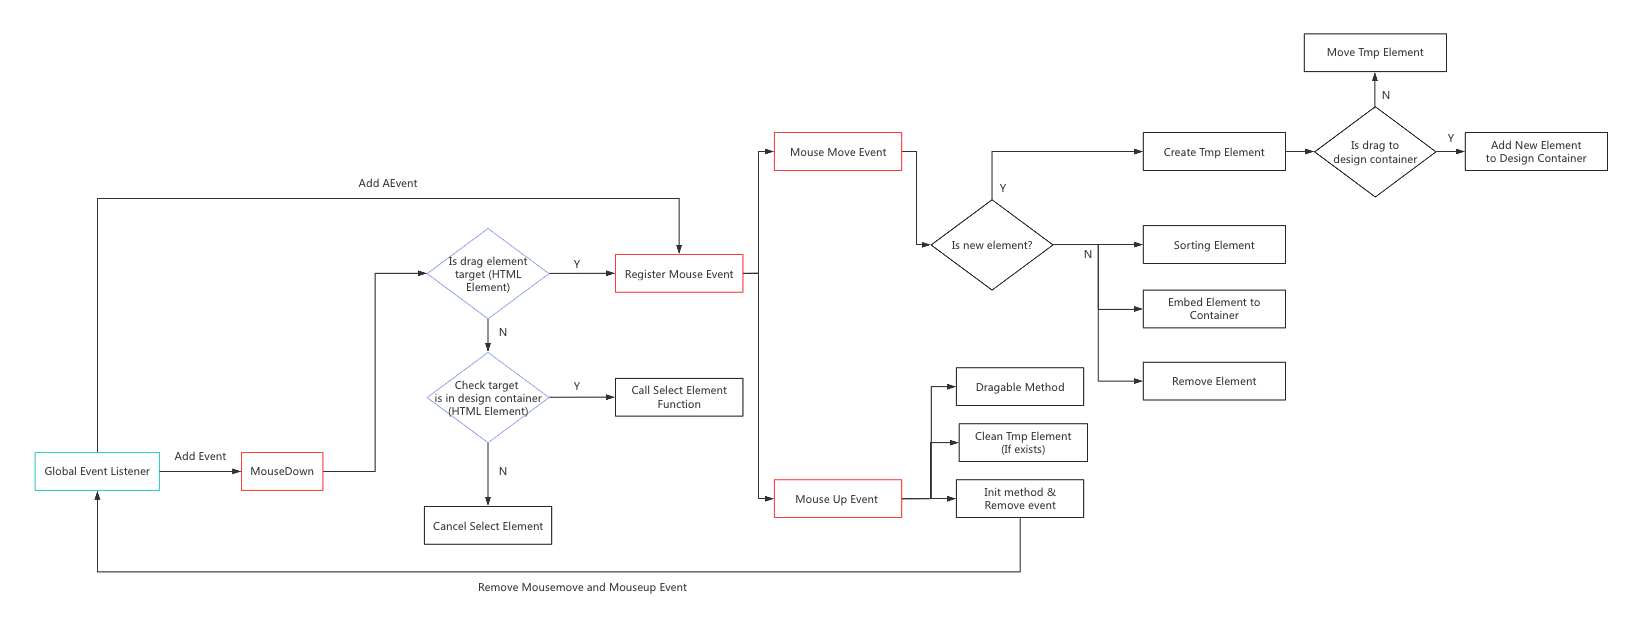 Move Tmp Element
N
Is drag to
design container
Y
Add New Element
to Design Container
Mouse Move Event
Create Tmp Element
Y
Add AEvent
Is new element?
N
Sorting Element
Is drag element
target (HTML
Element)
Y
Register Mouse Event
Embed Element to
Container
N
Check target
is in design container
(HTML Element)
Y
Call Select Element
Function
Dragable Method
Remove Element
Clean Tmp Element
(If exists)
Global Event Listener
Add Event
MouseDown
N
Mouse Up Event
Init method &
Remove event
Cancel Select Element
Remove Mousemove and Mouseup Event